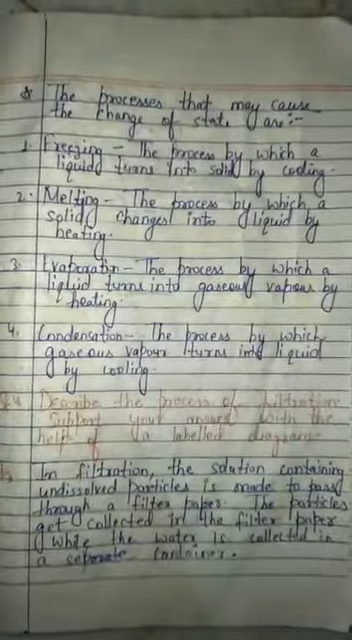 * The processes that may cause
the change of state are:-
1. Freezing - The process by which a
liquid turns into solid by cooling.
2. Melting - The process by which a
solid changes into liquid by
heating.
3. Evaporation - The process by which a
liquid turns into gaseous vapour by
heating.
4. Condensation - The process by which
gaseous vapour turns into liquid
by cooling.
Describe the process of filtration.
Support your answer with the
help of a labelled diagram.
In filtration, the solution containing
undissolved particles is made to pass
through a filter paper. The particles
get collected in the filter paper
while the water is collected in
a seperate container.